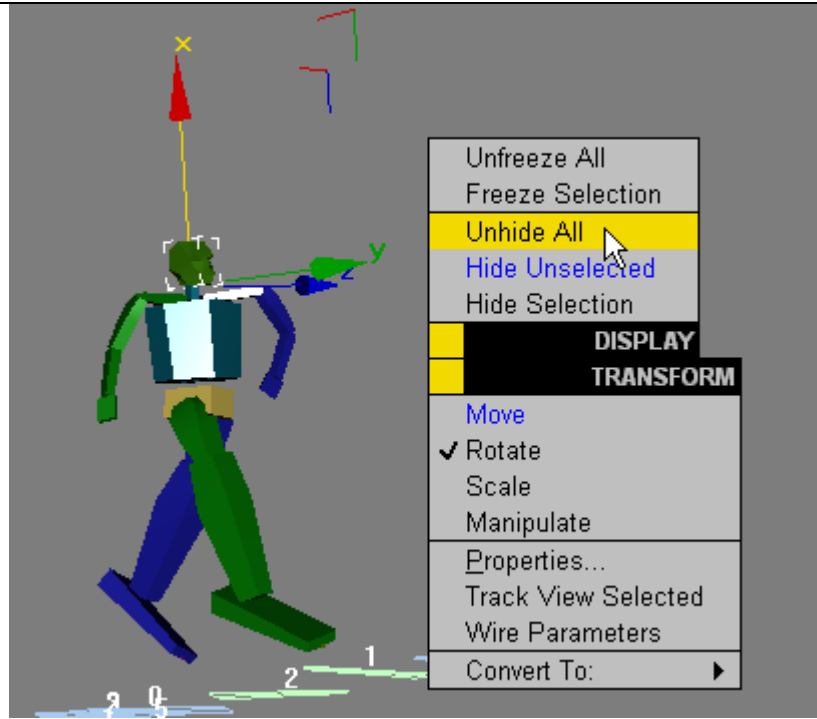 x
Unfreeze All
Freeze Selection
Unhide All
y
z
Hide Unselected
Hide Selection
DISPLAY
TRANSFORM
Move
Rotate
Scale
Manipulate
Properties...
Track View Selected
Wire Parameters
Convert To:
1
2
0